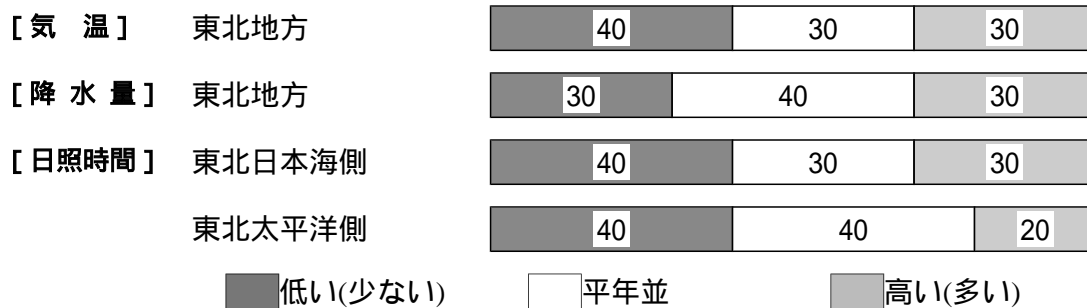 [気 温] 東北地方 40 30 30
[降 水 量] 東北地方 30 40 30
[日照時間] 東北日本海側 40 30 30
東北太平洋側 40 40 20
低い(少ない) 平年並 高い(多い)